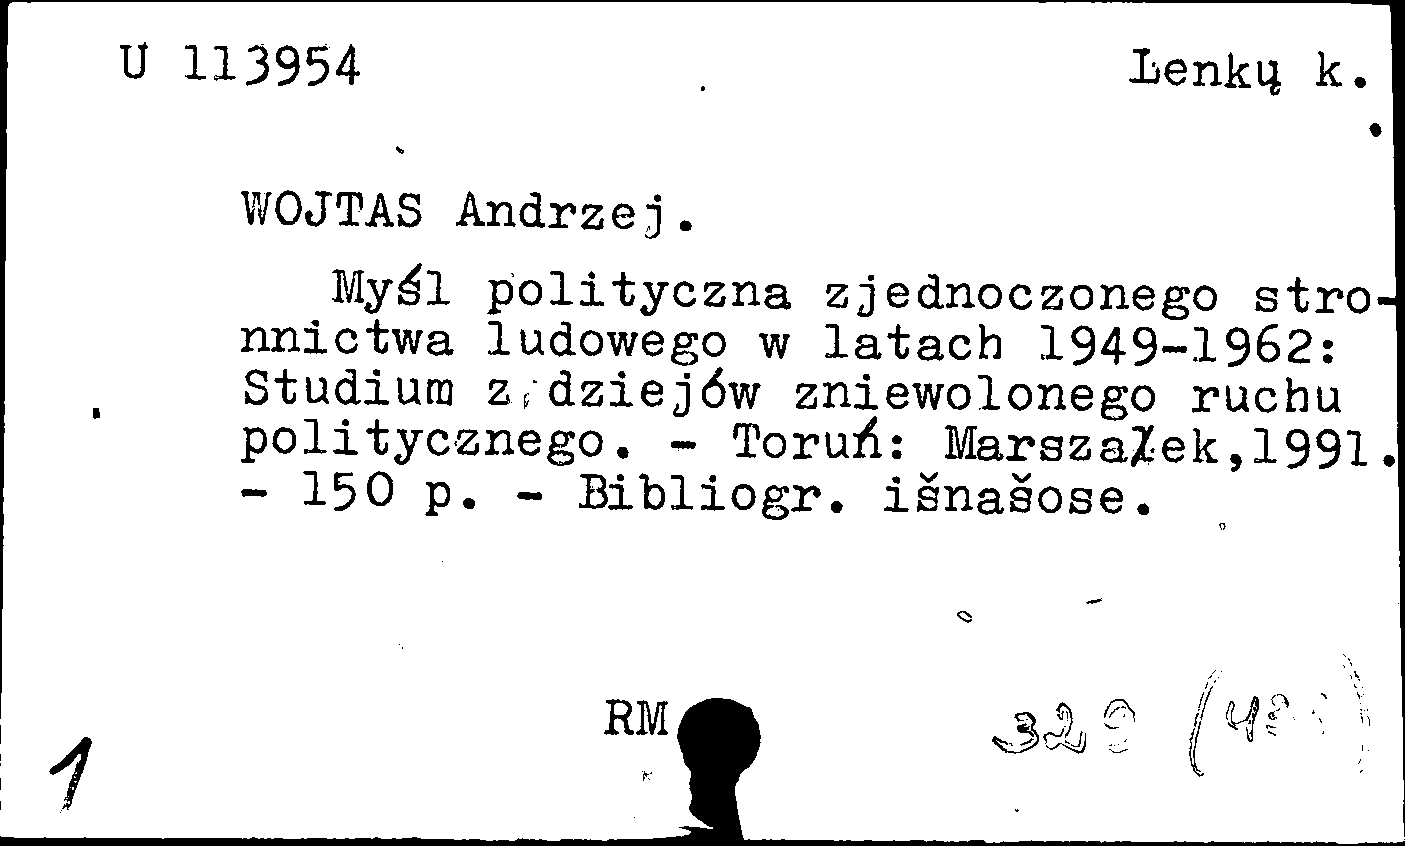 U 113954 Lenkų k.
WOJTAS Andrzej.
Myśl polityczna zjednoczonego stro-
nnictwa ludowego w latach 1949-1962:
Studium z dziejów zniewolonego ruchu
politycznego. - Toruń: Marszałek,1991.
- 150 p. - Bibliogr. išnašose.
RM
1